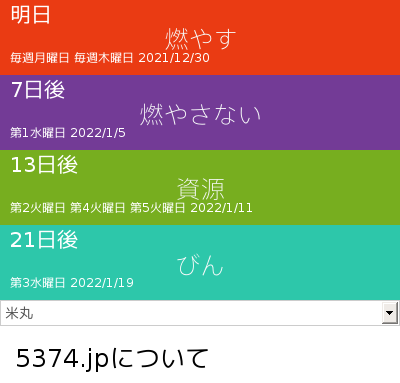 明日
燃やす
毎週月曜日 毎週木曜日 2021/12/30
7日後
燃やさない
第1水曜日 2022/1/5
13日後
資源
第2火曜日 第4火曜日 第5火曜日 2022/1/11
21日後
びん
第3水曜日 2022/1/19
米丸
5374.jpについて